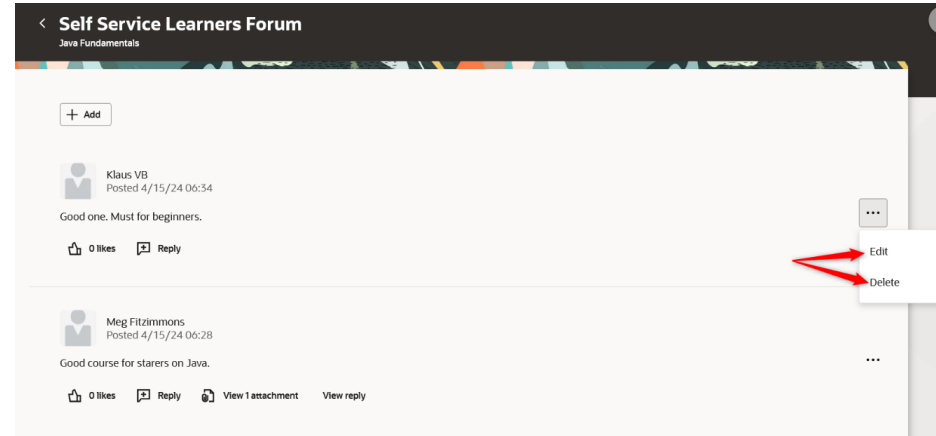 Self Service Learners Forum
Java Fundamentals
+ Add
Klaus VB
Posted 4/15/24 06:34
Good one. Must for beginners.
0 likes Reply
Edit
Delete
Meg Fitzimmons
Posted 4/15/24 06:28
Good course for starers on Java.
0 likes Reply View 1 attachment View reply